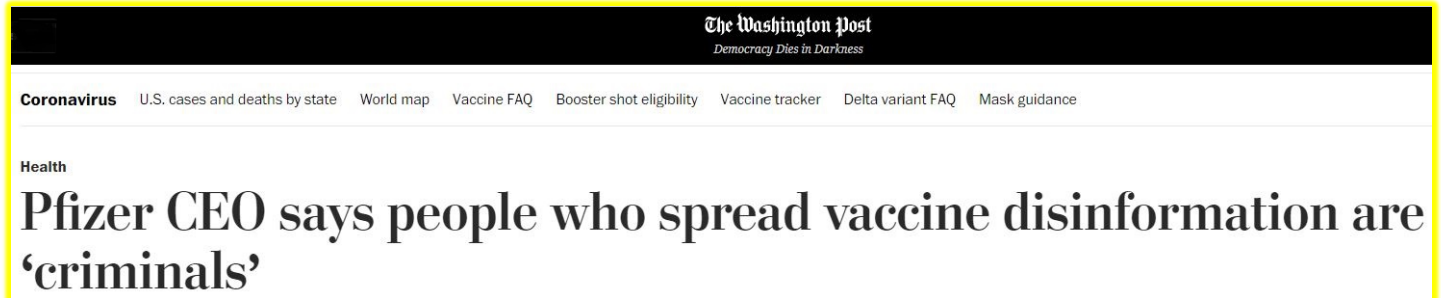 The Washington Post
Democracy Dies in Darkness
Coronavirus U.S. cases and deaths by state World map Vaccine FAQ Booster shot eligibility Vaccine tracker Delta variant FAQ Mask guidance
Health
Pfizer CEO says people who spread vaccine disinformation are
‘criminals’